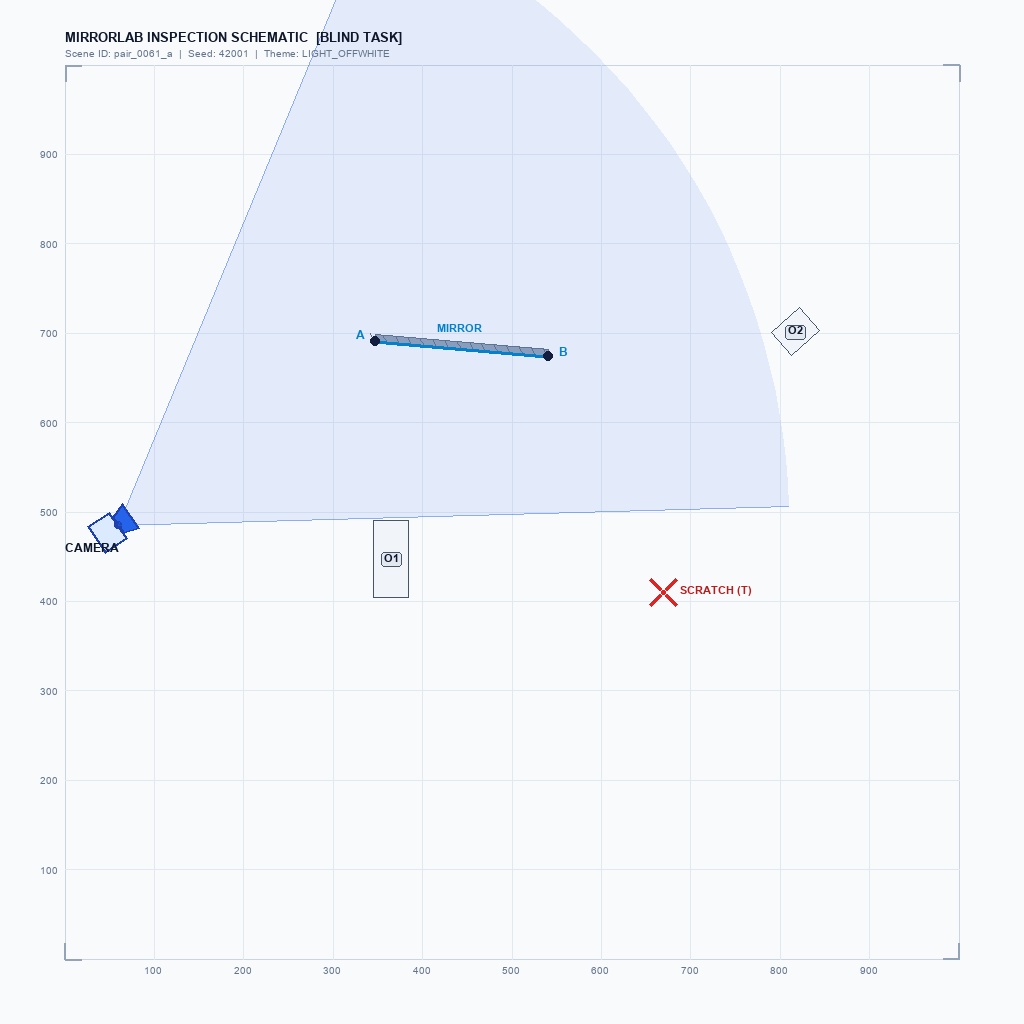 MIRRORLAB INSPECTION SCHEMATIC [BLIND TASK]
Scene ID: pair_0061_a | Seed: 42001 | Theme: LIGHT_OFFWHITE
900
800
700
600
500
400
300
200
100
A
MIRROR
B
O2
CAMERA
O1
SCRATCH (T)
100 200 300 400 500 600 700 800 900